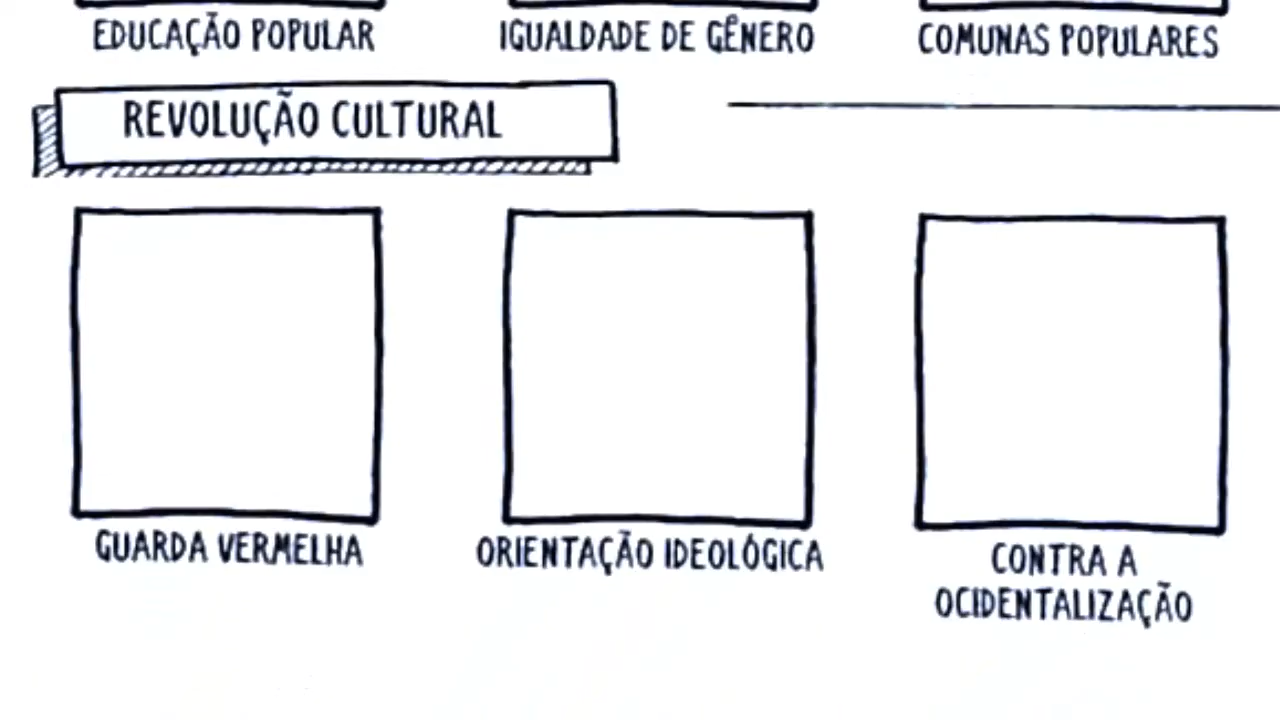 EDUCAÇÃO POPULAR
IGUALDADE DE GÊNERO
COMUNAS POPULARES
REVOLUÇÃO CULTURAL
GUARDA VERMELHA
ORIENTAÇÃO IDEOLÓGICA
CONTRA A
OCIDENTALIZAÇÃO